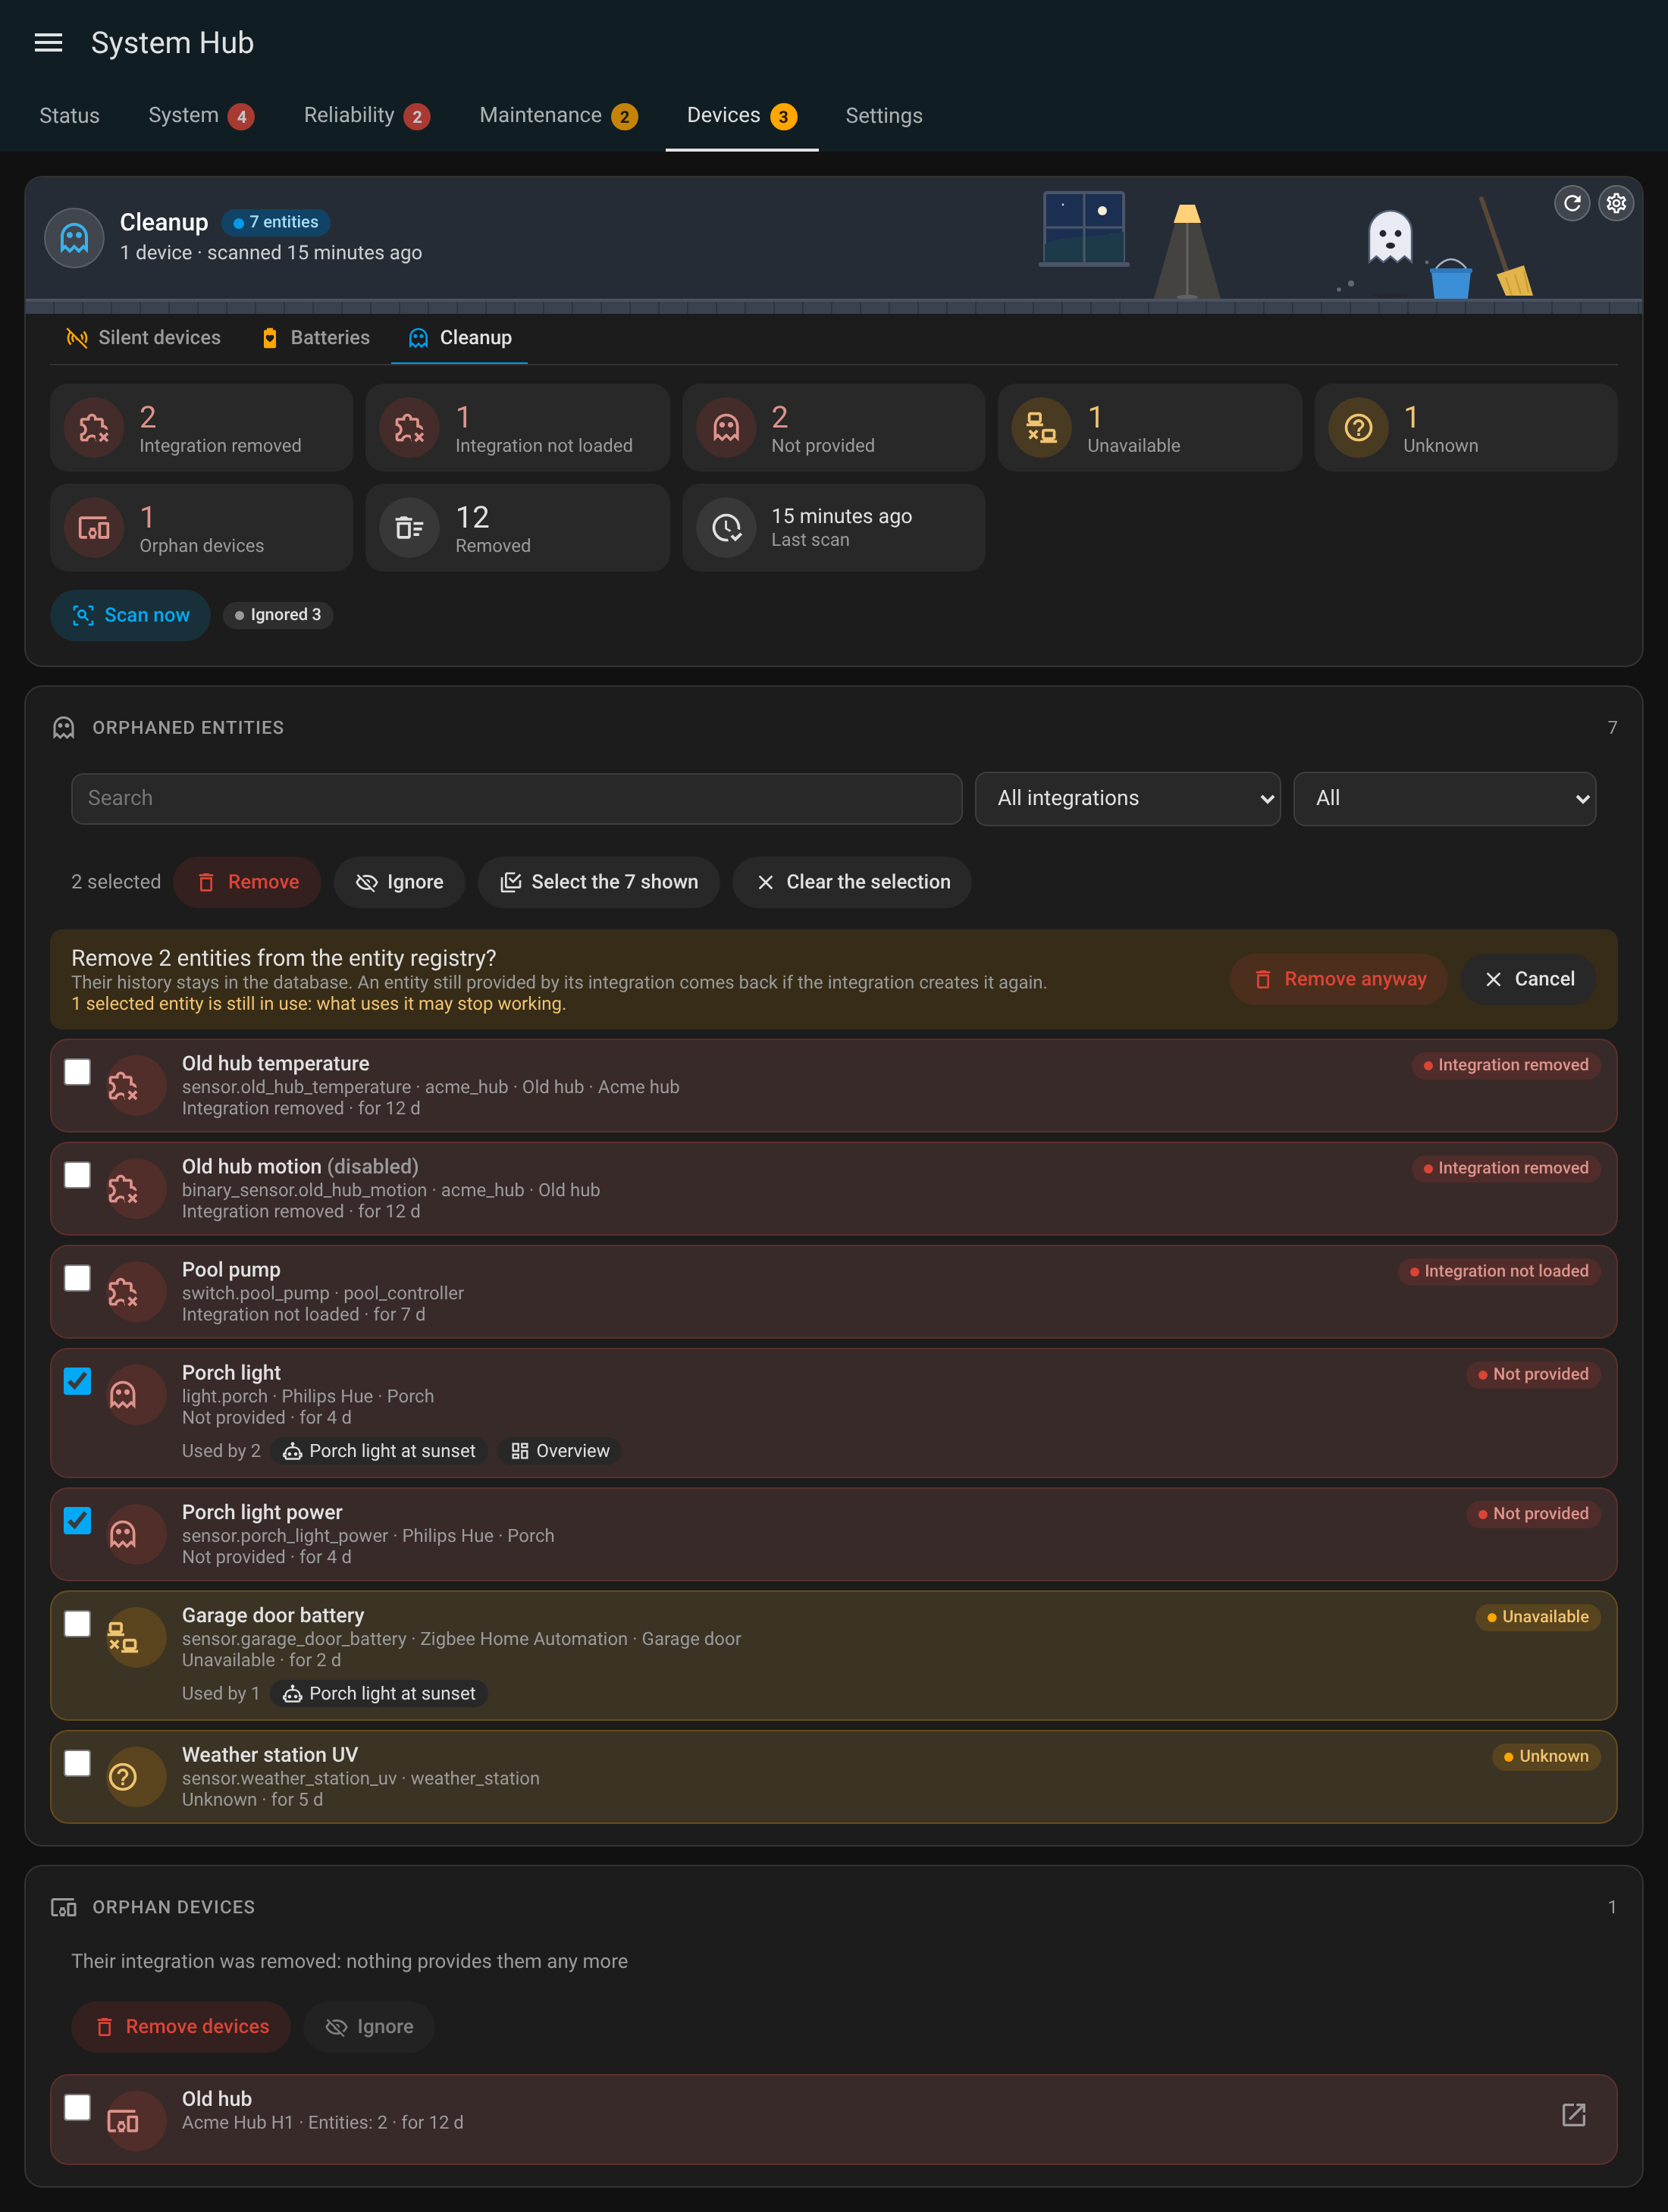 System Hub
Status
System 4
Reliability 2
Maintenance 2
Devices 3
Settings
Cleanup
7 entities
1 device · scanned 15 minutes ago
Silent devices
Batteries
Cleanup
2
Integration removed
1
Integration not loaded
2
Not provided
1
Unavailable
1
Unknown
1
Orphan devices
12
Removed
15 minutes ago
Last scan
Scan now
Ignored 3
ORPHANED ENTITIES
7
Search
All integrations
All
2 selected
Remove
Ignore
Select the 7 shown
Clear the selection
Remove 2 entities from the entity registry?
Their history stays in the database. An entity still provided by its integration comes back if the integration creates it again.
1 selected entity is still in use: what uses it may stop working.
Remove anyway
Cancel
Old hub temperature
sensor.old_hub_temperature · acme_hub · Old hub · Acme hub
Integration removed · for 12 d
Integration removed
Old hub motion (disabled)
binary_sensor.old_hub_motion · acme_hub · Old hub
Integration removed · for 12 d
Integration removed
Pool pump
switch.pool_pump · pool_controller
Integration not loaded · for 7 d
Integration not loaded
Porch light
light.porch · Philips Hue · Porch
Not provided · for 4 d
Used by 2
Porch light at sunset
Overview
Not provided
Porch light power
sensor.porch_light_power · Philips Hue · Porch
Not provided · for 4 d
Not provided
Garage door battery
sensor.garage_door_battery · Zigbee Home Automation · Garage door
Unavailable · for 2 d
Used by 1
Porch light at sunset
Unavailable
Weather station UV
sensor.weather_station_uv · weather_station
Unknown · for 5 d
Unknown
ORPHAN DEVICES
1
Their integration was removed: nothing provides them any more
Remove devices
Ignore
Old hub
Acme Hub H1 · Entities: 2 · for 12 d